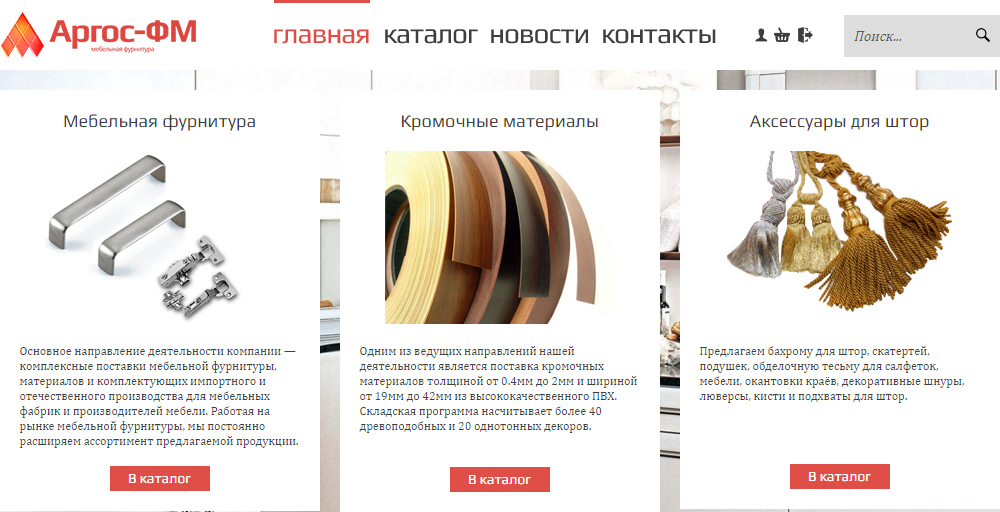 Аргос-ФМ
мебельная фурнитура
главная каталог новости контакты
Поиск...
Мебельная фурнитура
Основное направление деятельности компании —
комплексные поставки мебельной фурнитуры,
материалов и комплектующих импортного и
отечественного производства для мебельных
фабрик и производителей мебели. Работая на
рынке мебельной фурнитуры, мы постоянно
расширяем ассортимент предлагаемой продукции.
В каталог
Кромочные материалы
Одним из ведущих направлений нашей
деятельности является поставка кромочных
материалов толщиной от 0.4мм до 2мм и шириной
от 19мм до 42мм из высококачественного ПВХ.
Складская программа насчитывает более 40
древоподобных и 20 однотонных декоров.
В каталог
Аксессуары для штор
Предлагаем бахрому для штор, скатертей,
подушек, обделочную тесьму для салфеток,
мебели, окантовки краёв, декоративные шнуры,
люверсы, кисти и подхваты для штор.
В каталог